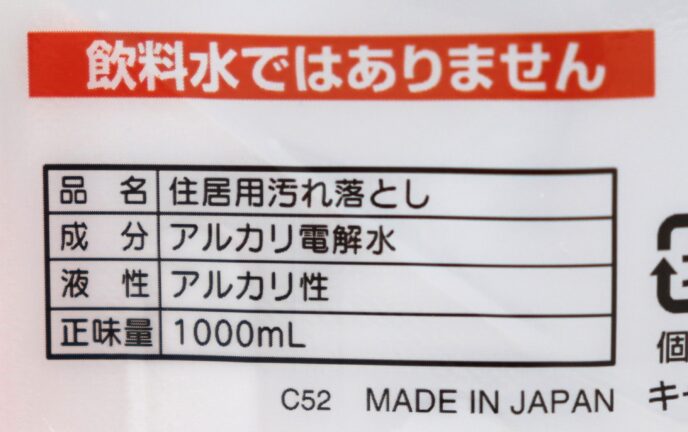 飲料水ではありません
品 名 住居用汚れ落とし
成 分 アルカリ電解水
液 性 アルカリ性
正味量 1000mL
個
C52 MADE IN JAPAN キ